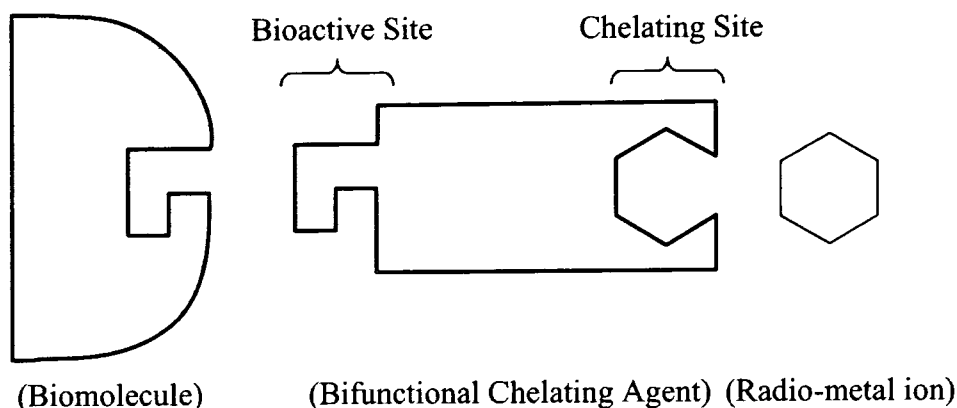 Bioactive Site
Chelating Site
(Biomolecule)
(Bifunctional Chelating Agent)
(Radio-metal ion)